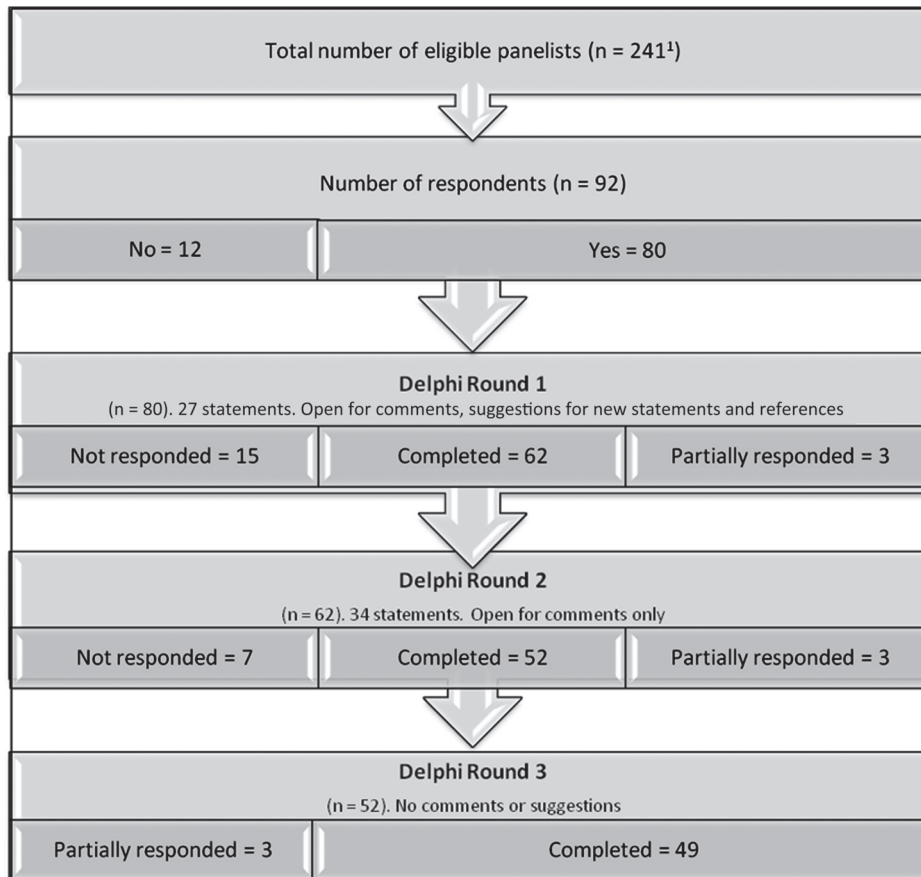 Total number of eligible panelists (n = 241¹)
Number of respondents (n = 92)
No = 12
Yes = 80
Delphi Round 1
(n = 80). 27 statements. Open for comments, suggestions for new statements and references
Not responded = 15
Completed = 62
Partially responded = 3
Delphi Round 2
(n = 62). 34 statements. Open for comments only
Not responded = 7
Completed = 52
Partially responded = 3
Delphi Round 3
(n = 52). No comments or suggestions
Partially responded = 3
Completed = 49